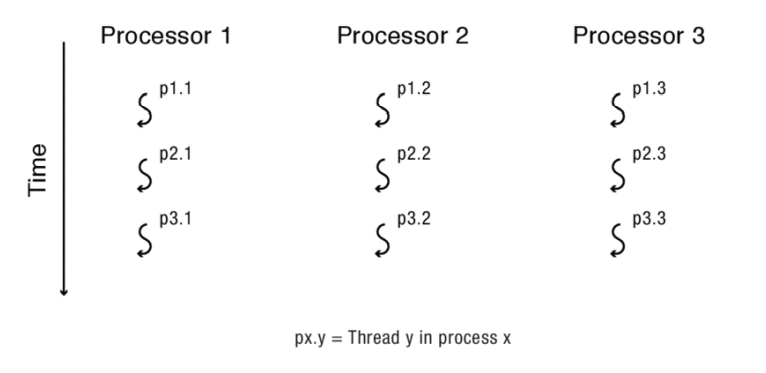 Processor 1 Processor 2 Processor 3
p1.1 p1.2 p1.3
p2.1 p2.2 p2.3
p3.1 p3.2 p3.3
Time
px.y = Thread y in process x